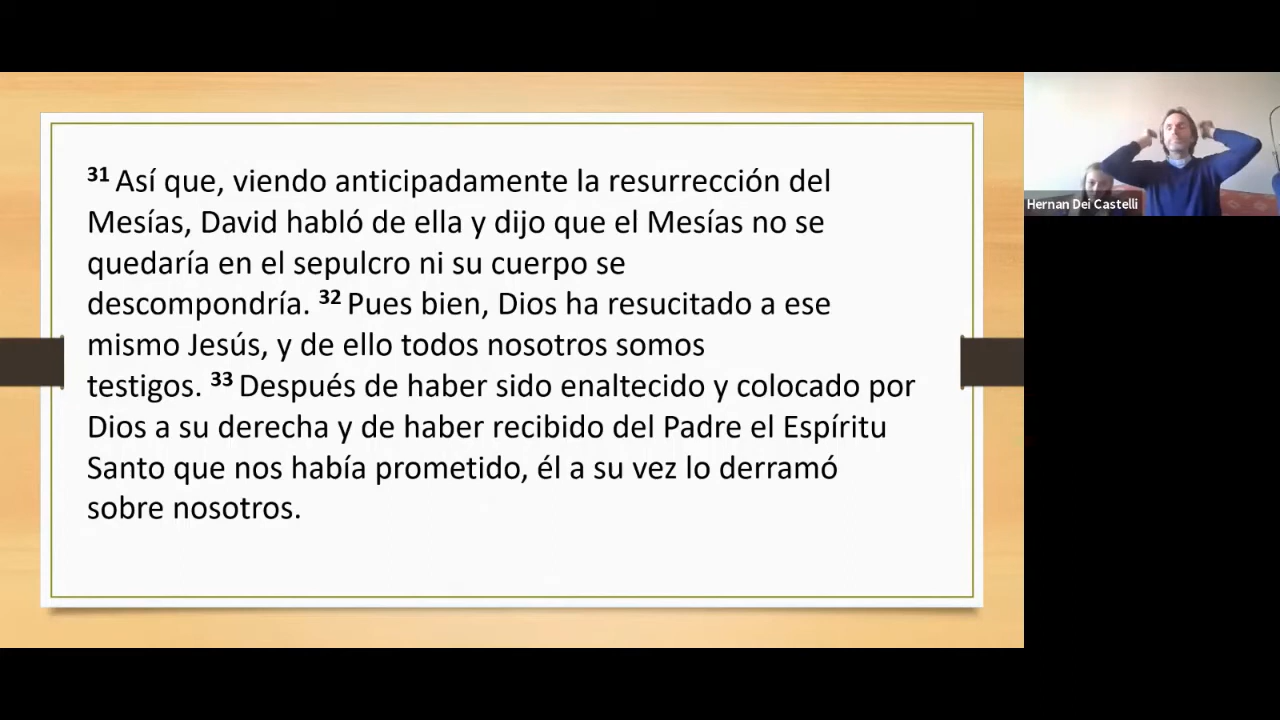 31 Así que, viendo anticipadamente la resurrección del
Mesías, David habló de ella y dijo que el Mesías no se
quedaría en el sepulcro ni su cuerpo se
descompondría. 32 Pues bien, Dios ha resucitado a ese
mismo Jesús, y de ello todos nosotros somos
testigos. 33 Después de haber sido enaltecido y colocado por
Dios a su derecha y de haber recibido del Padre el Espíritu
Santo que nos había prometido, él a su vez lo derramó
sobre nosotros.
Hernan Dei Castelli